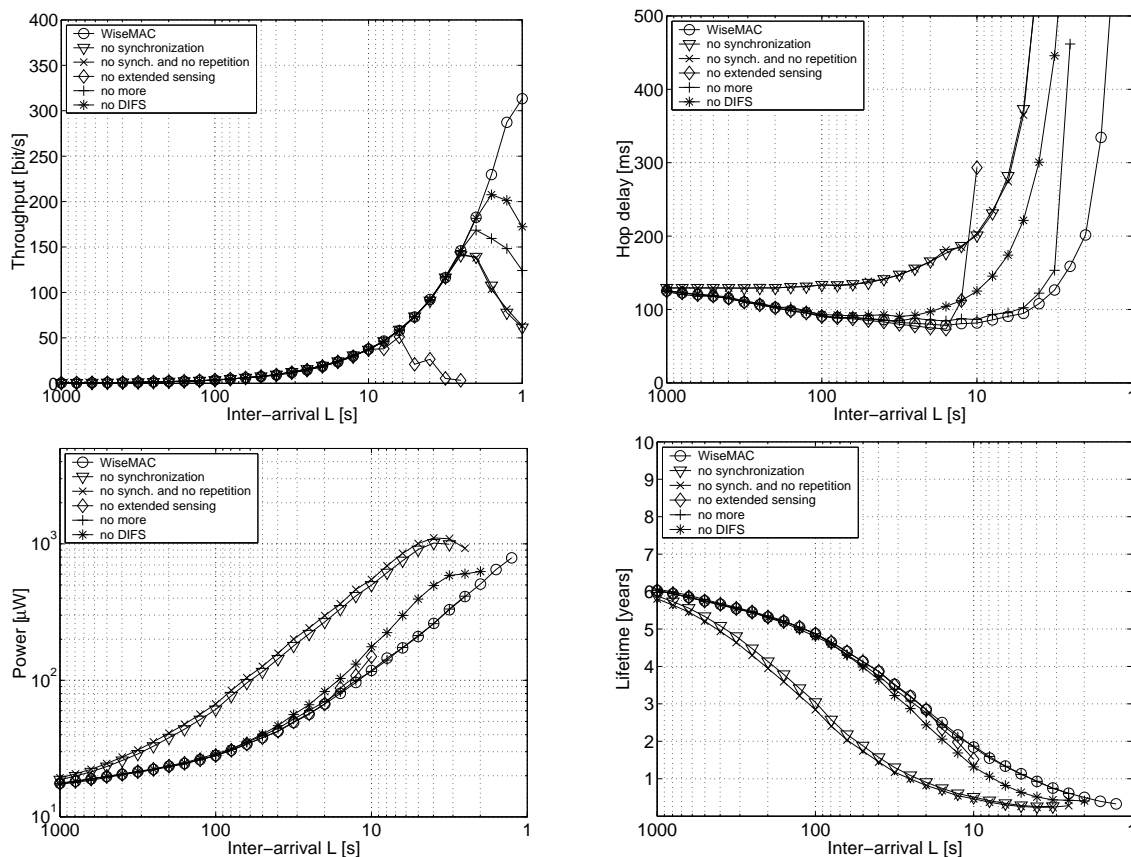 400
350
300
250
200
150
100
50
0
Throughput [bit/s]
WiseMAC
no synchronization
no synch. and no repetition
no extended sensing
no more
no DIFS
1000
100
10
1
Inter−arrival L [s]
500
400
300
200
100
0
Hop delay [ms]
WiseMAC
no synchronization
no synch. and no repetition
no extended sensing
no more
no DIFS
1000
100
10
1
Inter−arrival L [s]
10³
10²
10¹
Power [µW]
WiseMAC
no synchronization
no synch. and no repetition
no extended sensing
no more
no DIFS
1000
100
10
1
Inter−arrival L [s]
10
9
8
7
6
5
4
3
2
1
Lifetime [years]
WiseMAC
no synchronization
no synch. and no repetition
no extended sensing
no more
no DIFS
1000
100
10
1
Inter−arrival L [s]